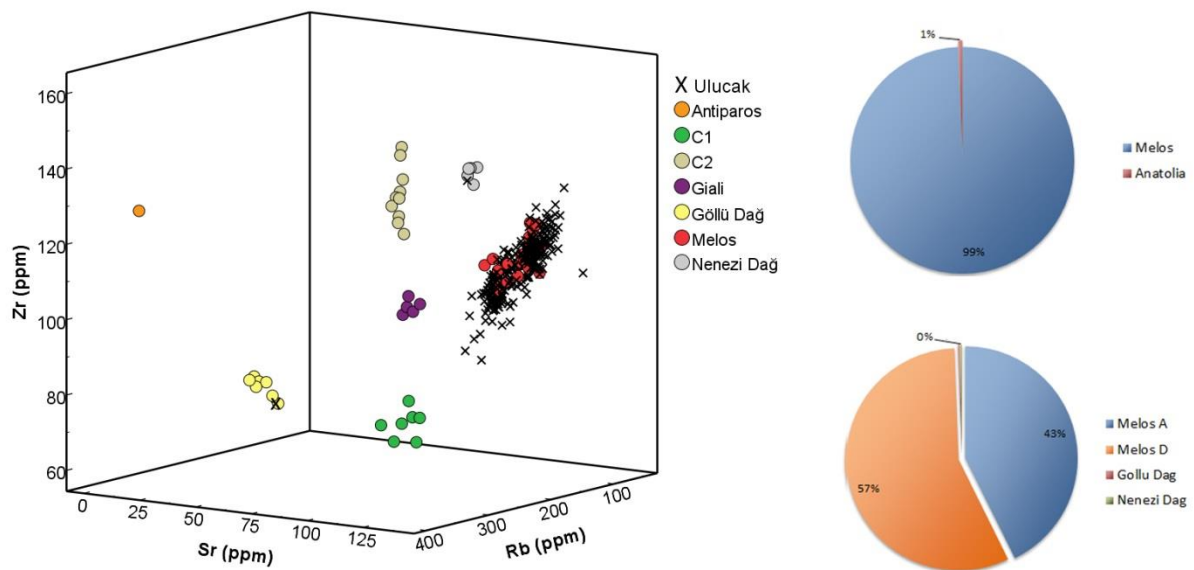 160
140
120
100
80
60
Zr (ppm)
0
25
50
75
100
125
Sr (ppm)
400
300
200
100
Rb (ppm)
X Ulucak
Antiparos
C1
C2
Giali
Göllü Dağ
Melos
Nenezi Dağ
1%
99%
Melos
Anatolia
0%
43%
57%
Melos A
Melos D
Gollu Dag
Nenezi Dag